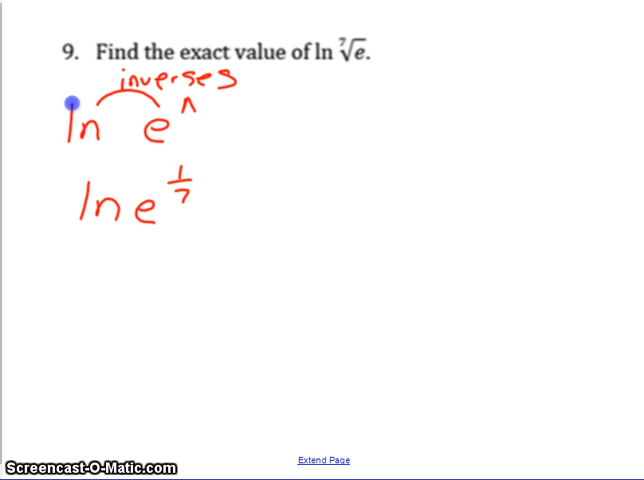 9. Find the exact value of ln ⁷√e.
inverses
ln e ^
ln e^(1/7)
Extend Page
Screencast-O-Matic.com